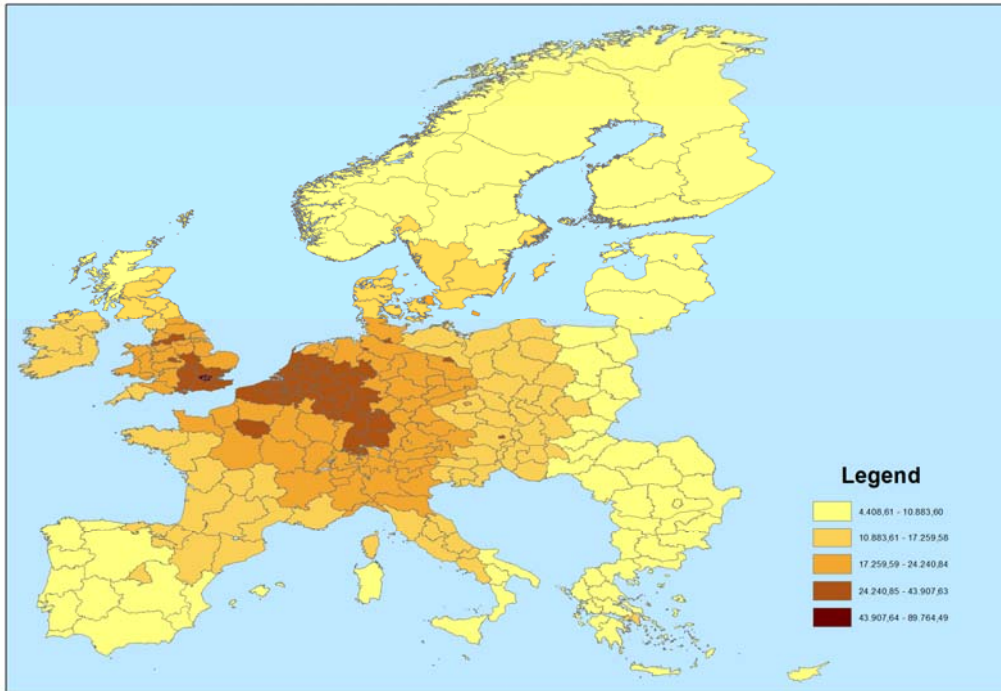 Legend
4.408,61 - 10.883,60
10.883,61 - 17.259,58
17.259,59 - 24.240,84
24.240,85 - 43.907,63
43.907,64 - 89.764,49